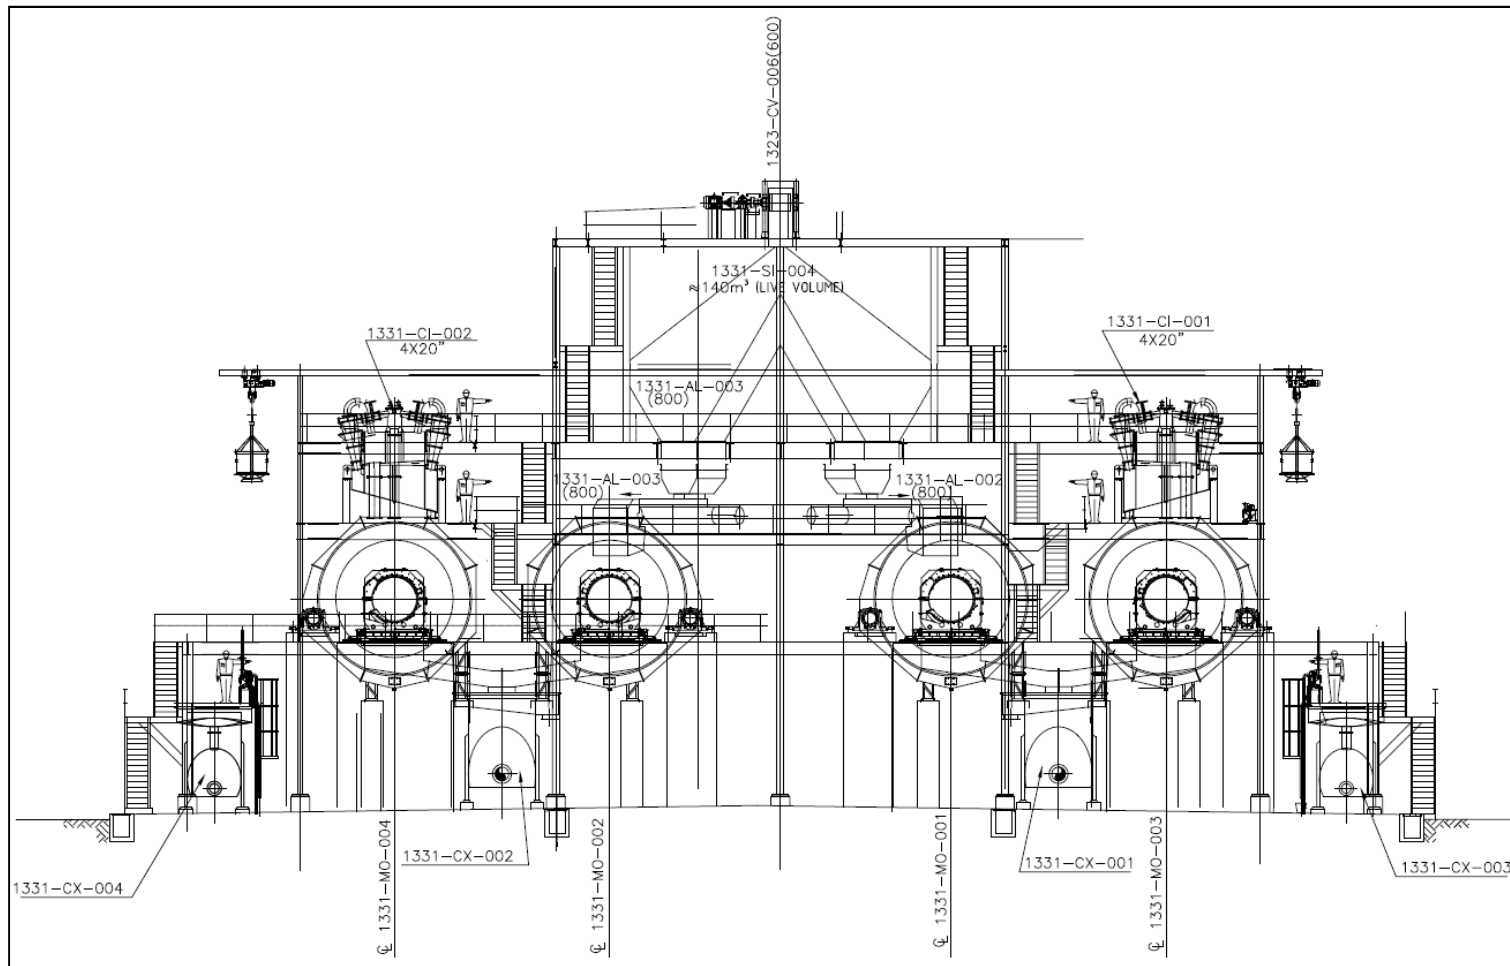 1323-CV-006(600)
1331-SI-004
≈140m³ (LIVE VOLUME)
1331-CI-002
4X20"
1331-CI-001
4X20"
1331-AL-003
(800)
1331-AL-003
(800)
1331-AL-002
(800)
1331-CX-004
1331-CX-002
1331-CX-001
1331-CX-003
℄ 1331-MO-004
℄ 1331-MO-002
℄ 1331-MO-001
℄ 1331-MO-003